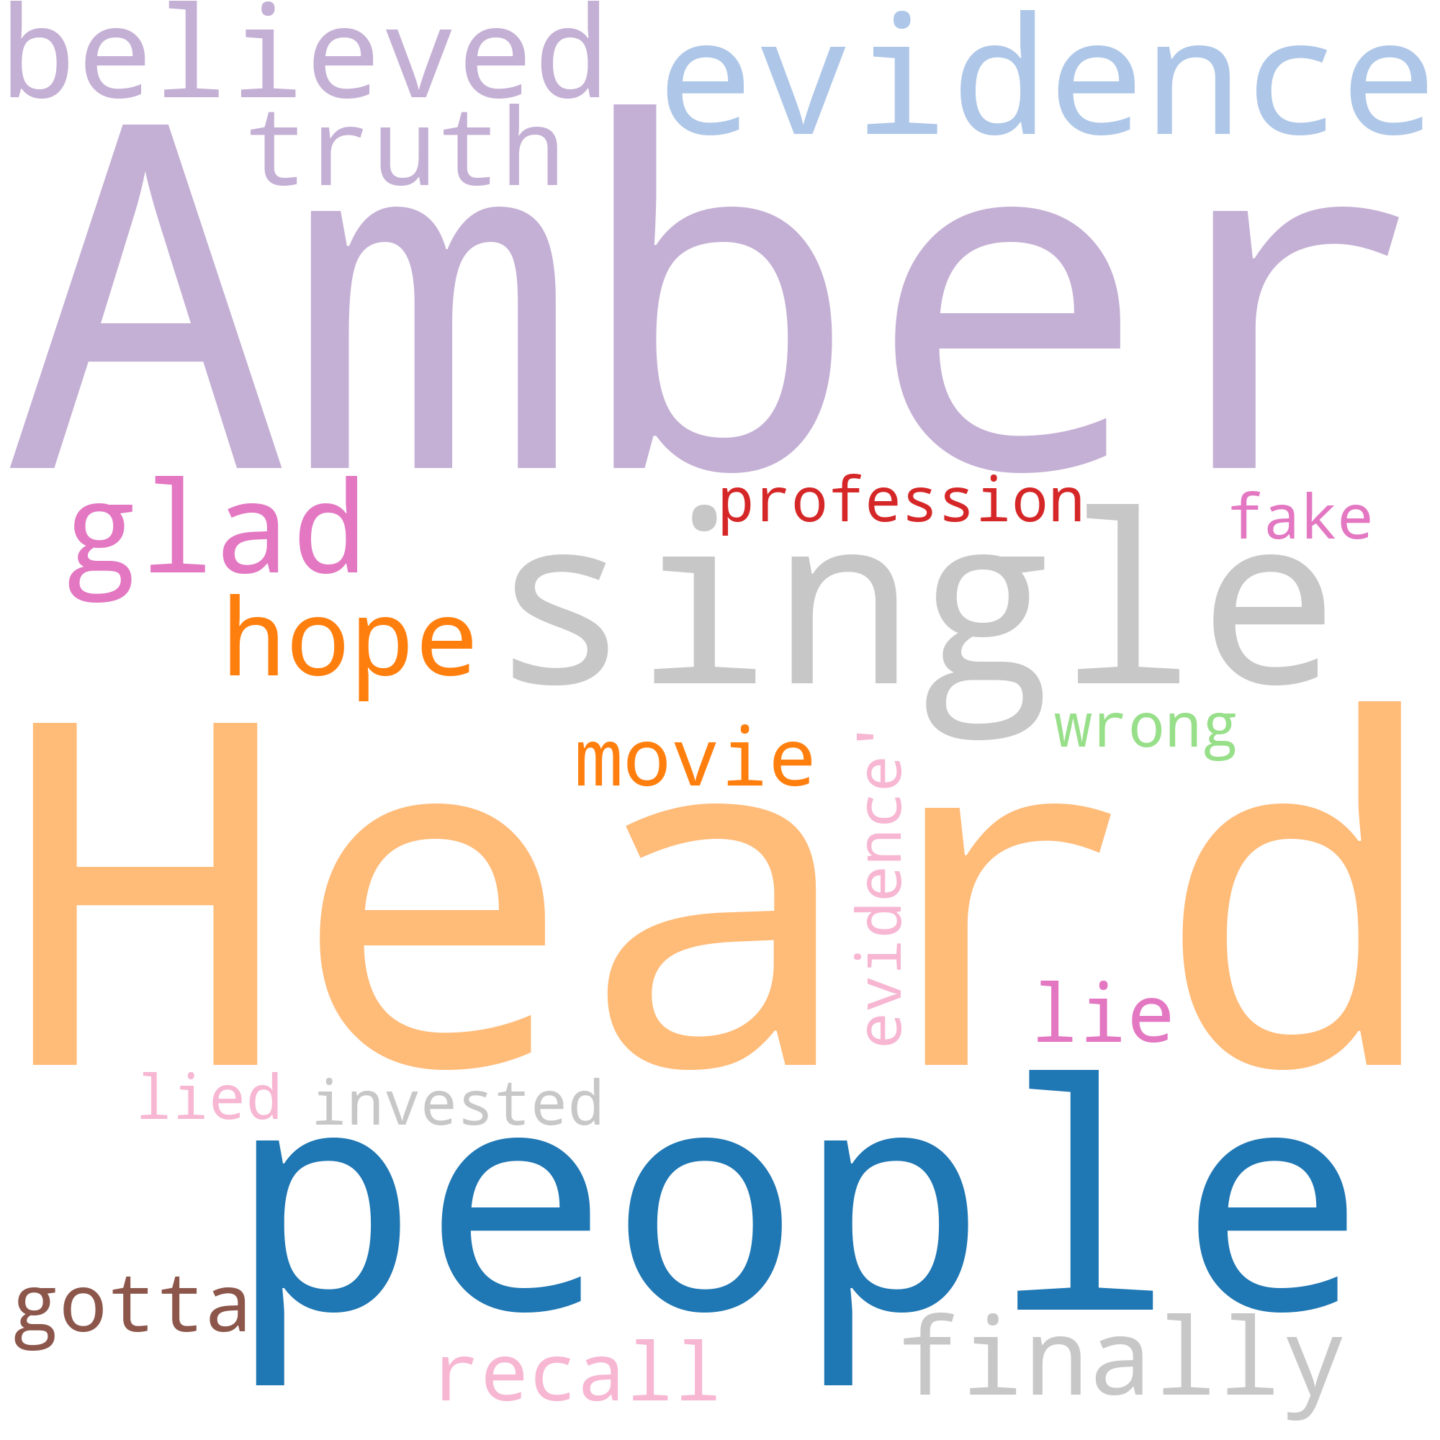 believed
evidence
truth
Amber
glad
profession
fake
single
hope
wrong
movie
evidence'
Heard
lie
lied
invested
people
gotta
finally
recall